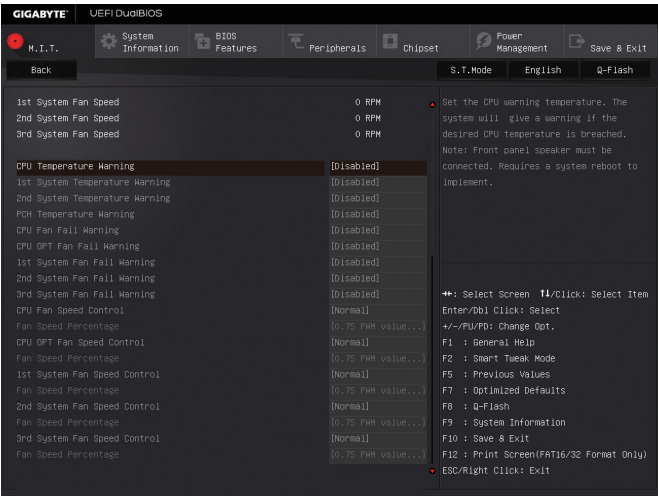 GIGABYTE™ UEFI DualBIOS
M.I.T.
System Information
BIOS Features
Peripherals
Chipset
Power Management
Save & Exit
Back
S.T.Mode English Q-Flash
1st System Fan Speed 0 RPM
2nd System Fan Speed 0 RPM
3rd System Fan Speed 0 RPM
CPU Temperature Warning [Disabled]
1st System Temperature Warning [Disabled]
2nd System Temperature Warning [Disabled]
PCH Temperature Warning [Disabled]
CPU Fan Fail Warning [Disabled]
CPU OPT Fan Fail Warning [Disabled]
1st System Fan Fail Warning [Disabled]
2nd System Fan Fail Warning [Disabled]
3rd System Fan Fail Warning [Disabled]
CPU Fan Speed Control [Normal]
Fan Speed Percentage [0.75 PWM value...]
CPU OPT Fan Speed Control [Normal]
Fan Speed Percentage [0.75 PWM value...]
1st System Fan Speed Control [Normal]
Fan Speed Percentage [0.75 PWM value...]
2nd System Fan Speed Control [Normal]
Fan Speed Percentage [0.75 PWM value...]
3rd System Fan Speed Control [Normal]
Fan Speed Percentage [0.75 PWM value...]
Set the CPU warning temperature. The
system will give a warning if the
desired CPU temperature is breached.
Note: Front panel speaker must be
connected. Requires a system reboot to
implement.
→←: Select Screen ↑↓/Click: Select Item
Enter/Dbl Click: Select
+/-/PU/PD: Change Opt.
F1 : General Help
F2 : Smart Tweak Mode
F5 : Previous Values
F7 : Optimized Defaults
F8 : Q-Flash
F9 : System Information
F10 : Save & Exit
F12 : Print Screen(FAT16/32 Format Only)
ESC/Right Click: Exit